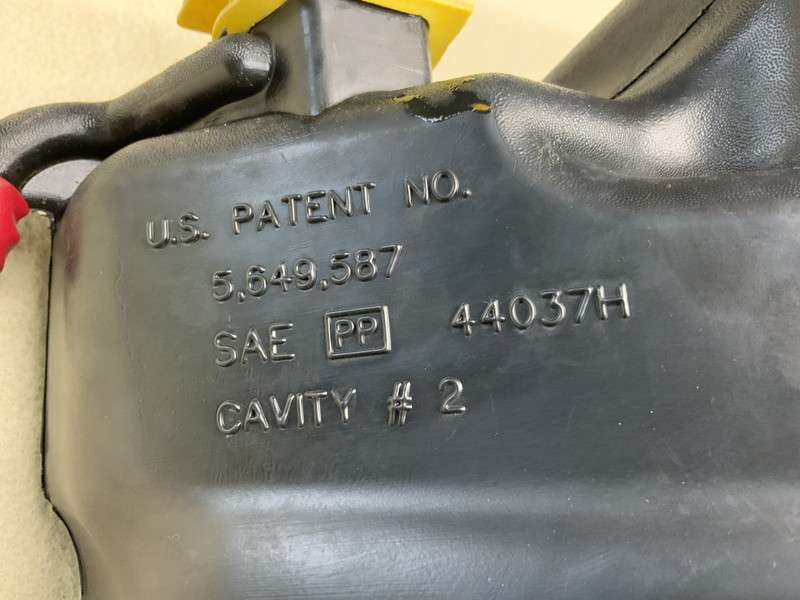 U.S. PATENT NO.
5,649,587
SAE PP 44037H
CAVITY # 2